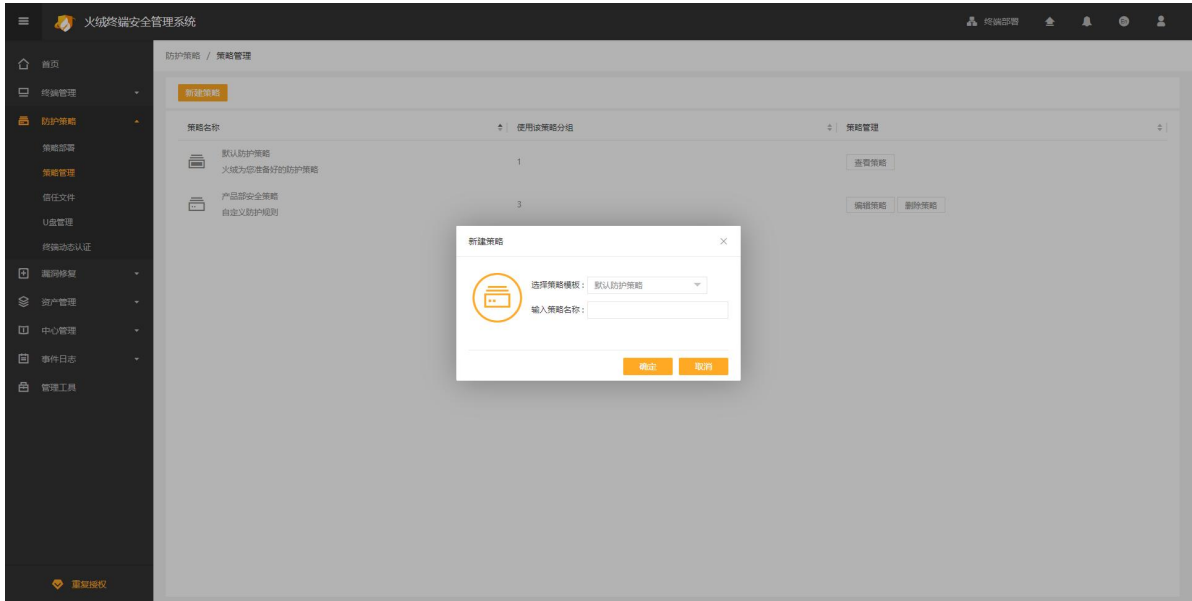 火绒终端安全管理系统
终端部署
首页
终端管理
防护策略
策略部署
策略管理
信任文件
U盘管理
终端动态认证
漏洞修复
资产管理
中心管理
事件日志
管理工具
重复授权
防护策略 / 策略管理
新建策略
策略名称 使用该策略分组 策略管理
默认防护策略
火绒为您准备好的防护策略
1 查看策略
产品部安全策略
自定义防护规则
3 编辑策略 删除策略
新建策略
选择策略模板： 默认防护策略
输入策略名称：
确定 取消